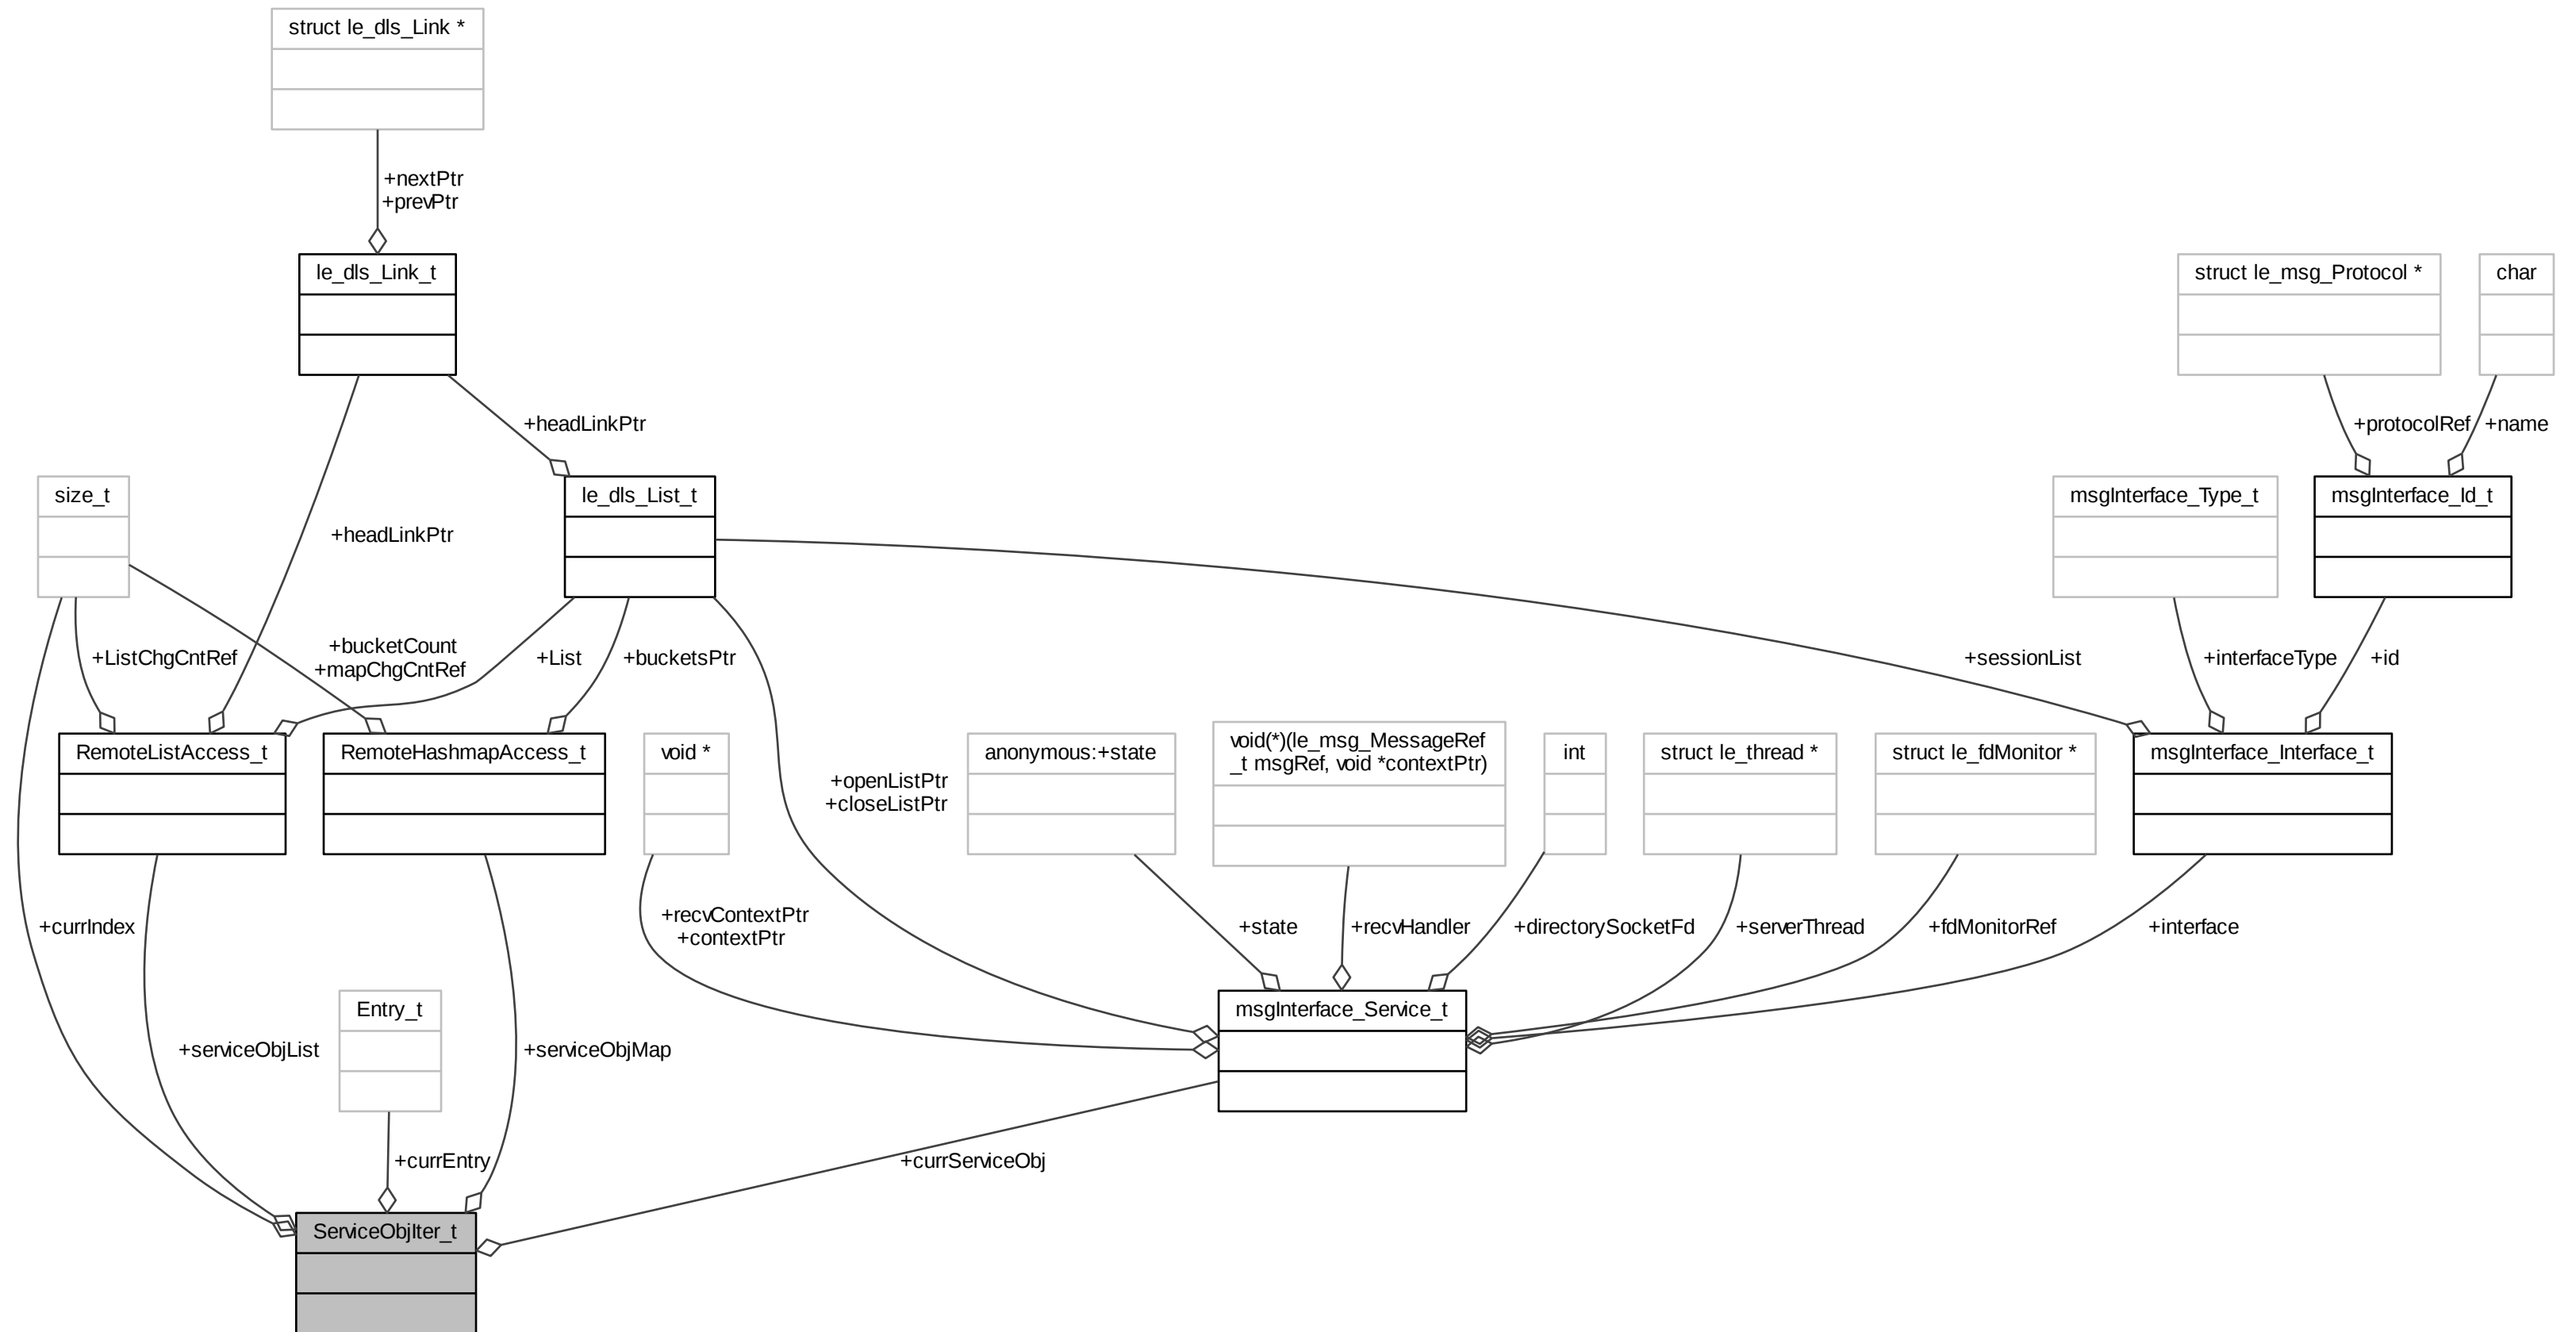 struct le_dls_Link *
+nextPtr
+prevPtr
le_dls_Link_t
struct le_msg_Protocol *
char
+headLinkPtr
+protocolRef
+name
size_t
le_dls_List_t
msgInterface_Type_t
msgInterface_Id_t
+headLinkPtr
+ListChgCntRef
+bucketCount
+mapChgCntRef
+List
+bucketsPtr
+sessionList
+interfaceType
+id
RemoteListAccess_t
RemoteHashmapAccess_t
void *
anonymous:+state
void(*)(le_msg_MessageRef
_t msgRef, void *contextPtr)
int
struct le_thread *
struct le_fdMonitor *
msgInterface_Interface_t
+openListPtr
+closeListPtr
+currIndex
+recvContextPtr
+contextPtr
+state
+recvHandler
+directorySocketFd
+serverThread
+fdMonitorRef
+interface
Entry_t
msgInterface_Service_t
+serviceObjList
+serviceObjMap
+currEntry
+currServiceObj
ServiceObjIter_t